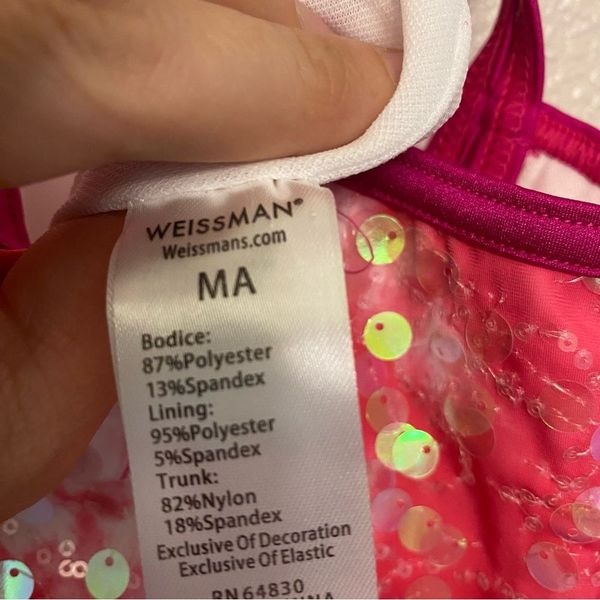 WEISSMAN®
Weissmans.com
MA
Bodice:
87%Polyester
13%Spandex
Lining:
95%Polyester
5%Spandex
Trunk:
82%Nylon
18%Spandex
Exclusive Of Decoration
Exclusive Of Elastic
RN 64830